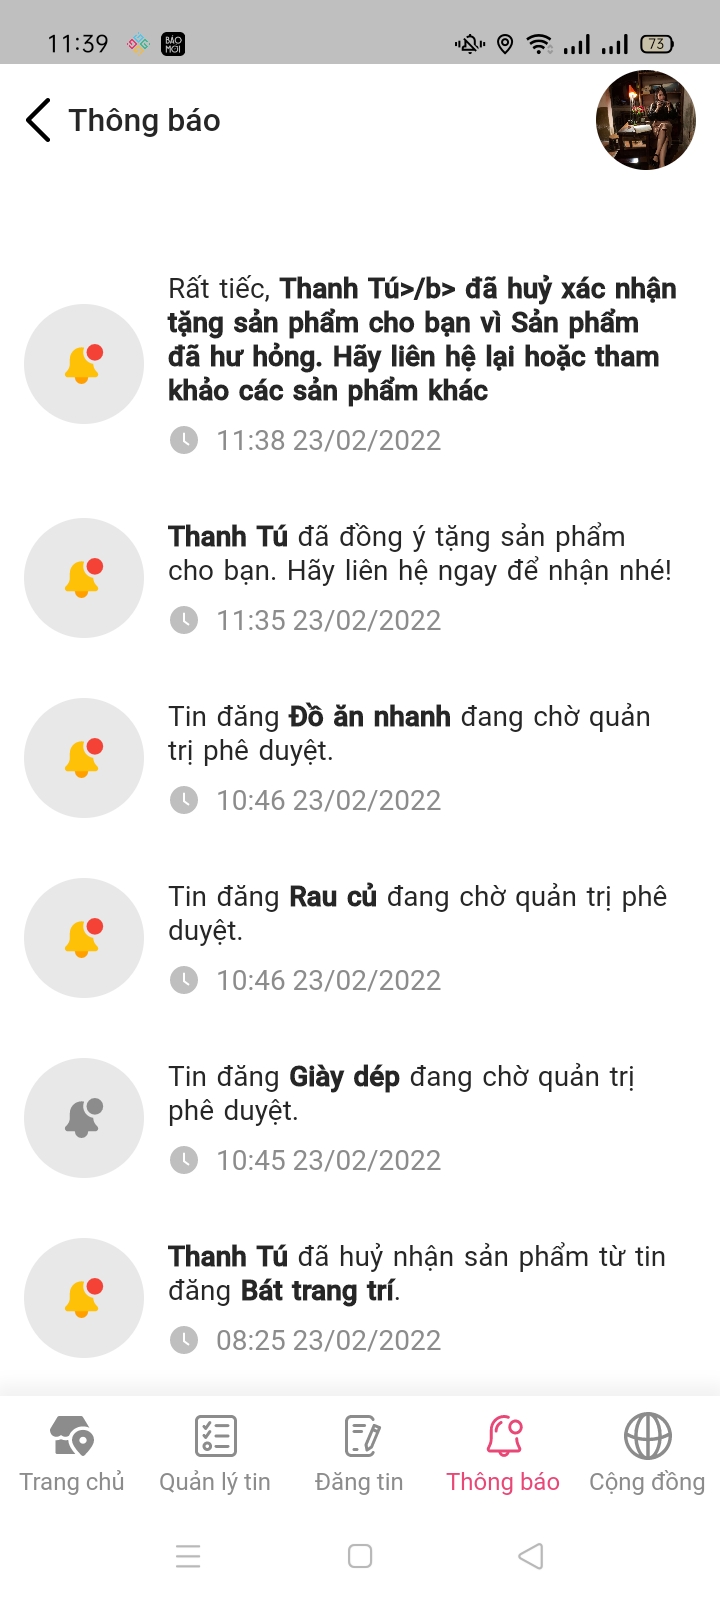 11:39
BÁO
MỚI
73
Thông báo
Rất tiếc, Thanh Tú>/b> đã huỷ xác nhận
tặng sản phẩm cho bạn vì Sản phẩm
đã hư hỏng. Hãy liên hệ lại hoặc tham
khảo các sản phẩm khác
11:38 23/02/2022
Thanh Tú đã đồng ý tặng sản phẩm
cho bạn. Hãy liên hệ ngay để nhận nhé!
11:35 23/02/2022
Tin đăng Đồ ăn nhanh đang chờ quản
trị phê duyệt.
10:46 23/02/2022
Tin đăng Rau củ đang chờ quản trị phê
duyệt.
10:46 23/02/2022
Tin đăng Giày dép đang chờ quản trị
phê duyệt.
10:45 23/02/2022
Thanh Tú đã huỷ nhận sản phẩm từ tin
đăng Bát trang trí.
08:25 23/02/2022
Trang chủ
Quản lý tin
Đăng tin
Thông báo
Cộng đồng